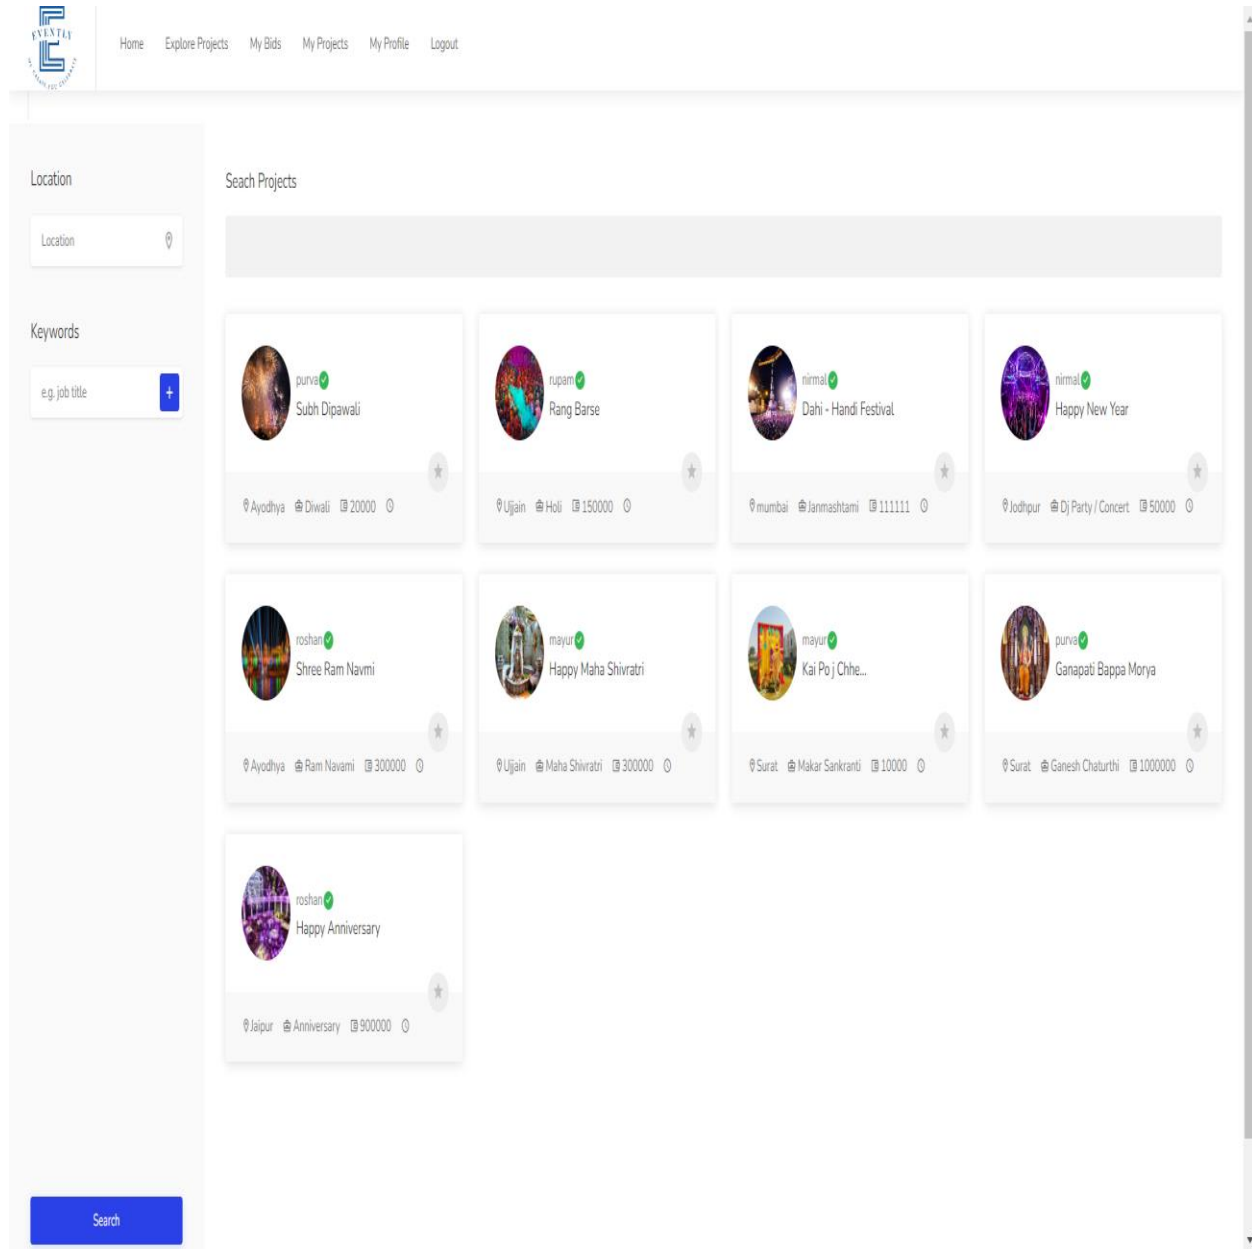 EVENTLY
Home Explore Projects My Bids My Projects My Profile Logout
Location
Location
Keywords
e.g. job title
+
Search
Seach Projects
purva
Subh Dipawali
Ayodhya Diwali 20000
rupam
Rang Barse
Ujjain Holi 150000
nirmal
Dahi - Handi Festival
mumbai Janmashtami 111111
nirmal
Happy New Year
Jodhpur Dj Party / Concert 50000
roshan
Shree Ram Navmi
Ayodhya Ram Navami 300000
mayur
Happy Maha Shivratri
Ujjain Maha Shivratri 300000
mayur
Kai Po j Chhe...
Surat Makar Sankranti 10000
purva
Ganapati Bappa Morya
Surat Ganesh Chaturthi 1000000
roshan
Happy Anniversary
Jaipur Anniversary 900000